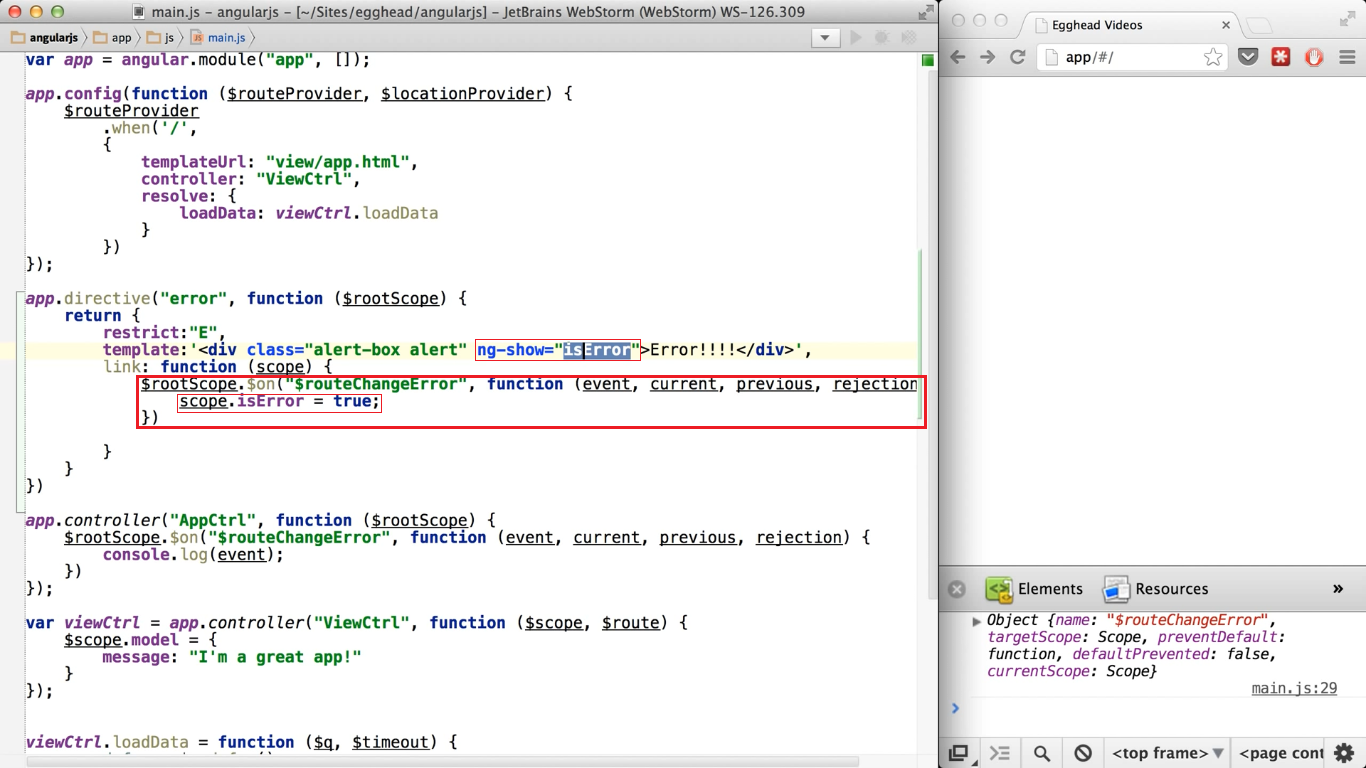 main.js - angularjs - [~/Sites/egghead/angularjs] - JetBrains WebStorm (WebStorm) WS-126.309
angularjs app js main.js
var app = angular.module("app", []);
app.config(function ($routeProvider, $locationProvider) {
$routeProvider
.when('/',
{
templateUrl: "view/app.html",
controller: "ViewCtrl",
resolve: {
loadData: viewCtrl.loadData
}
})
});
app.directive("error", function ($rootScope) {
return {
restrict:"E",
template:'<div class="alert-box alert" ng-show="isError">Error!!!!</div>',
link: function (scope) {
$rootScope.$on("$routeChangeError", function (event, current, previous, rejection
scope.isError = true;
})
}
}
})
app.controller("AppCtrl", function ($rootScope) {
$rootScope.$on("$routeChangeError", function (event, current, previous, rejection) {
console.log(event);
})
});
var viewCtrl = app.controller("ViewCtrl", function ($scope, $route) {
$scope.model = {
message: "I'm a great app!"
}
});
viewCtrl.loadData = function ($q, $timeout) {
Egghead Videos
app/#/
Elements Resources »
Object {name: "$routeChangeError",
targetScope: Scope, preventDefault:
function, defaultPrevented: false,
currentScope: Scope}
main.js:29
<top frame> <page cont